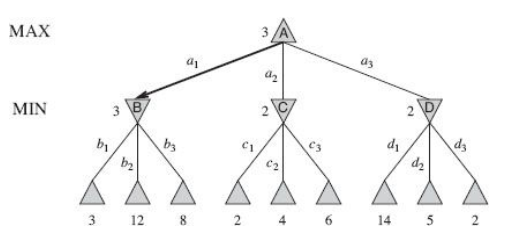 MAX 3 A
a1 a2 a3
MIN 3 B 2 C 2 D
b1 b2 b3 c1 c2 c3 d1 d2 d3
3 12 8 2 4 6 14 5 2